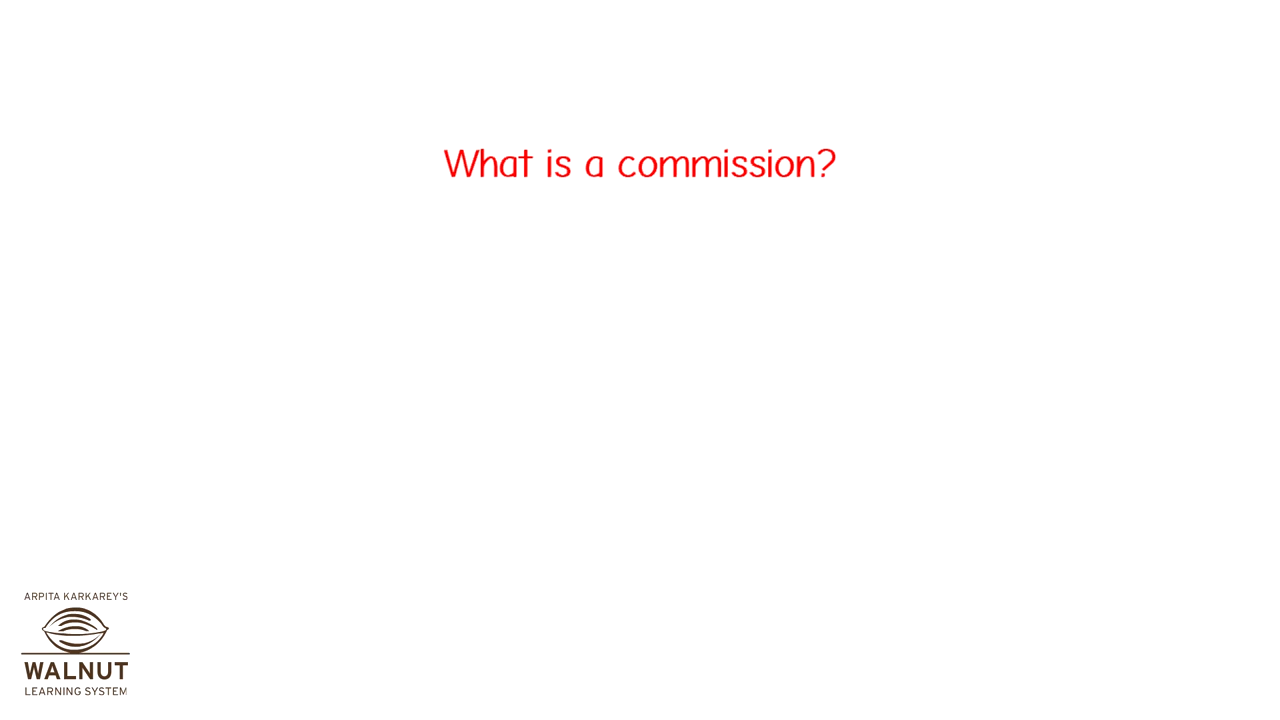 What is a commission?
ARPITA KARKAREY'S
WALNUT
LEARNING SYSTEM